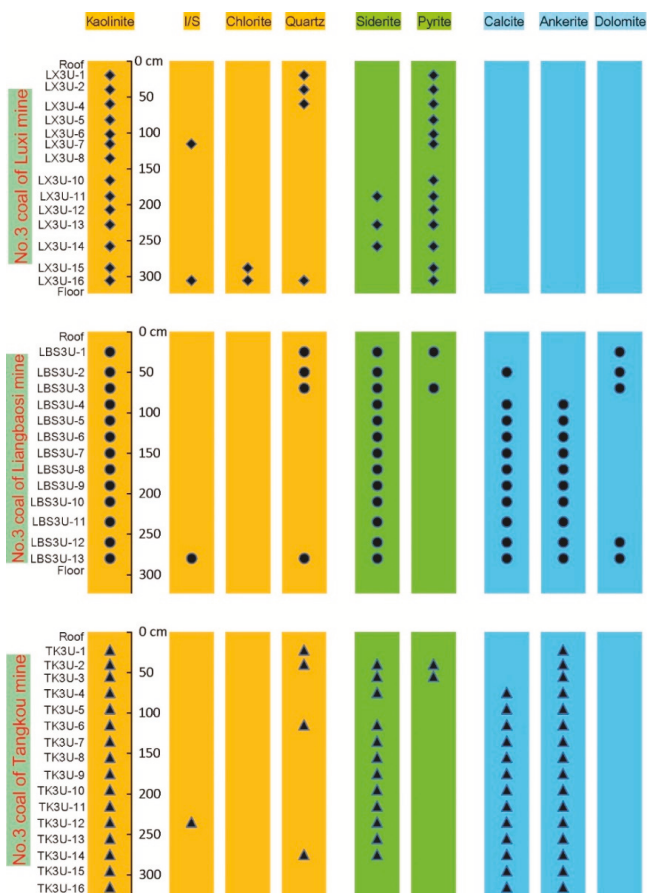 Kaolinite I/S Chlorite Quartz Siderite Pyrite Calcite Ankerite Dolomite
No.3 coal of Luxi mine
Roof 0 cm
LX3U-1
LX3U-2
50
LX3U-4
LX3U-5
LX3U-6 100
LX3U-7
LX3U-8
150
LX3U-10
LX3U-11
LX3U-12 200
LX3U-13
250
LX3U-14
LX3U-15
LX3U-16 300
Floor
No.3 coal of Liangbaosi mine
Roof 0 cm
LBS3U-1
LBS3U-2 50
LBS3U-3
LBS3U-4 100
LBS3U-5
LBS3U-6
LBS3U-7 150
LBS3U-8
LBS3U-9
LBS3U-10 200
LBS3U-11
250
LBS3U-12
LBS3U-13
Floor 300
No.3 coal of Tangkou mine
Roof 0 cm
TK3U-1
TK3U-2 50
TK3U-3
TK3U-4
TK3U-5 100
TK3U-6
TK3U-7
TK3U-8 150
TK3U-9
TK3U-10 200
TK3U-11
TK3U-12
TK3U-13 250
TK3U-14
TK3U-15 300
TK3U-16